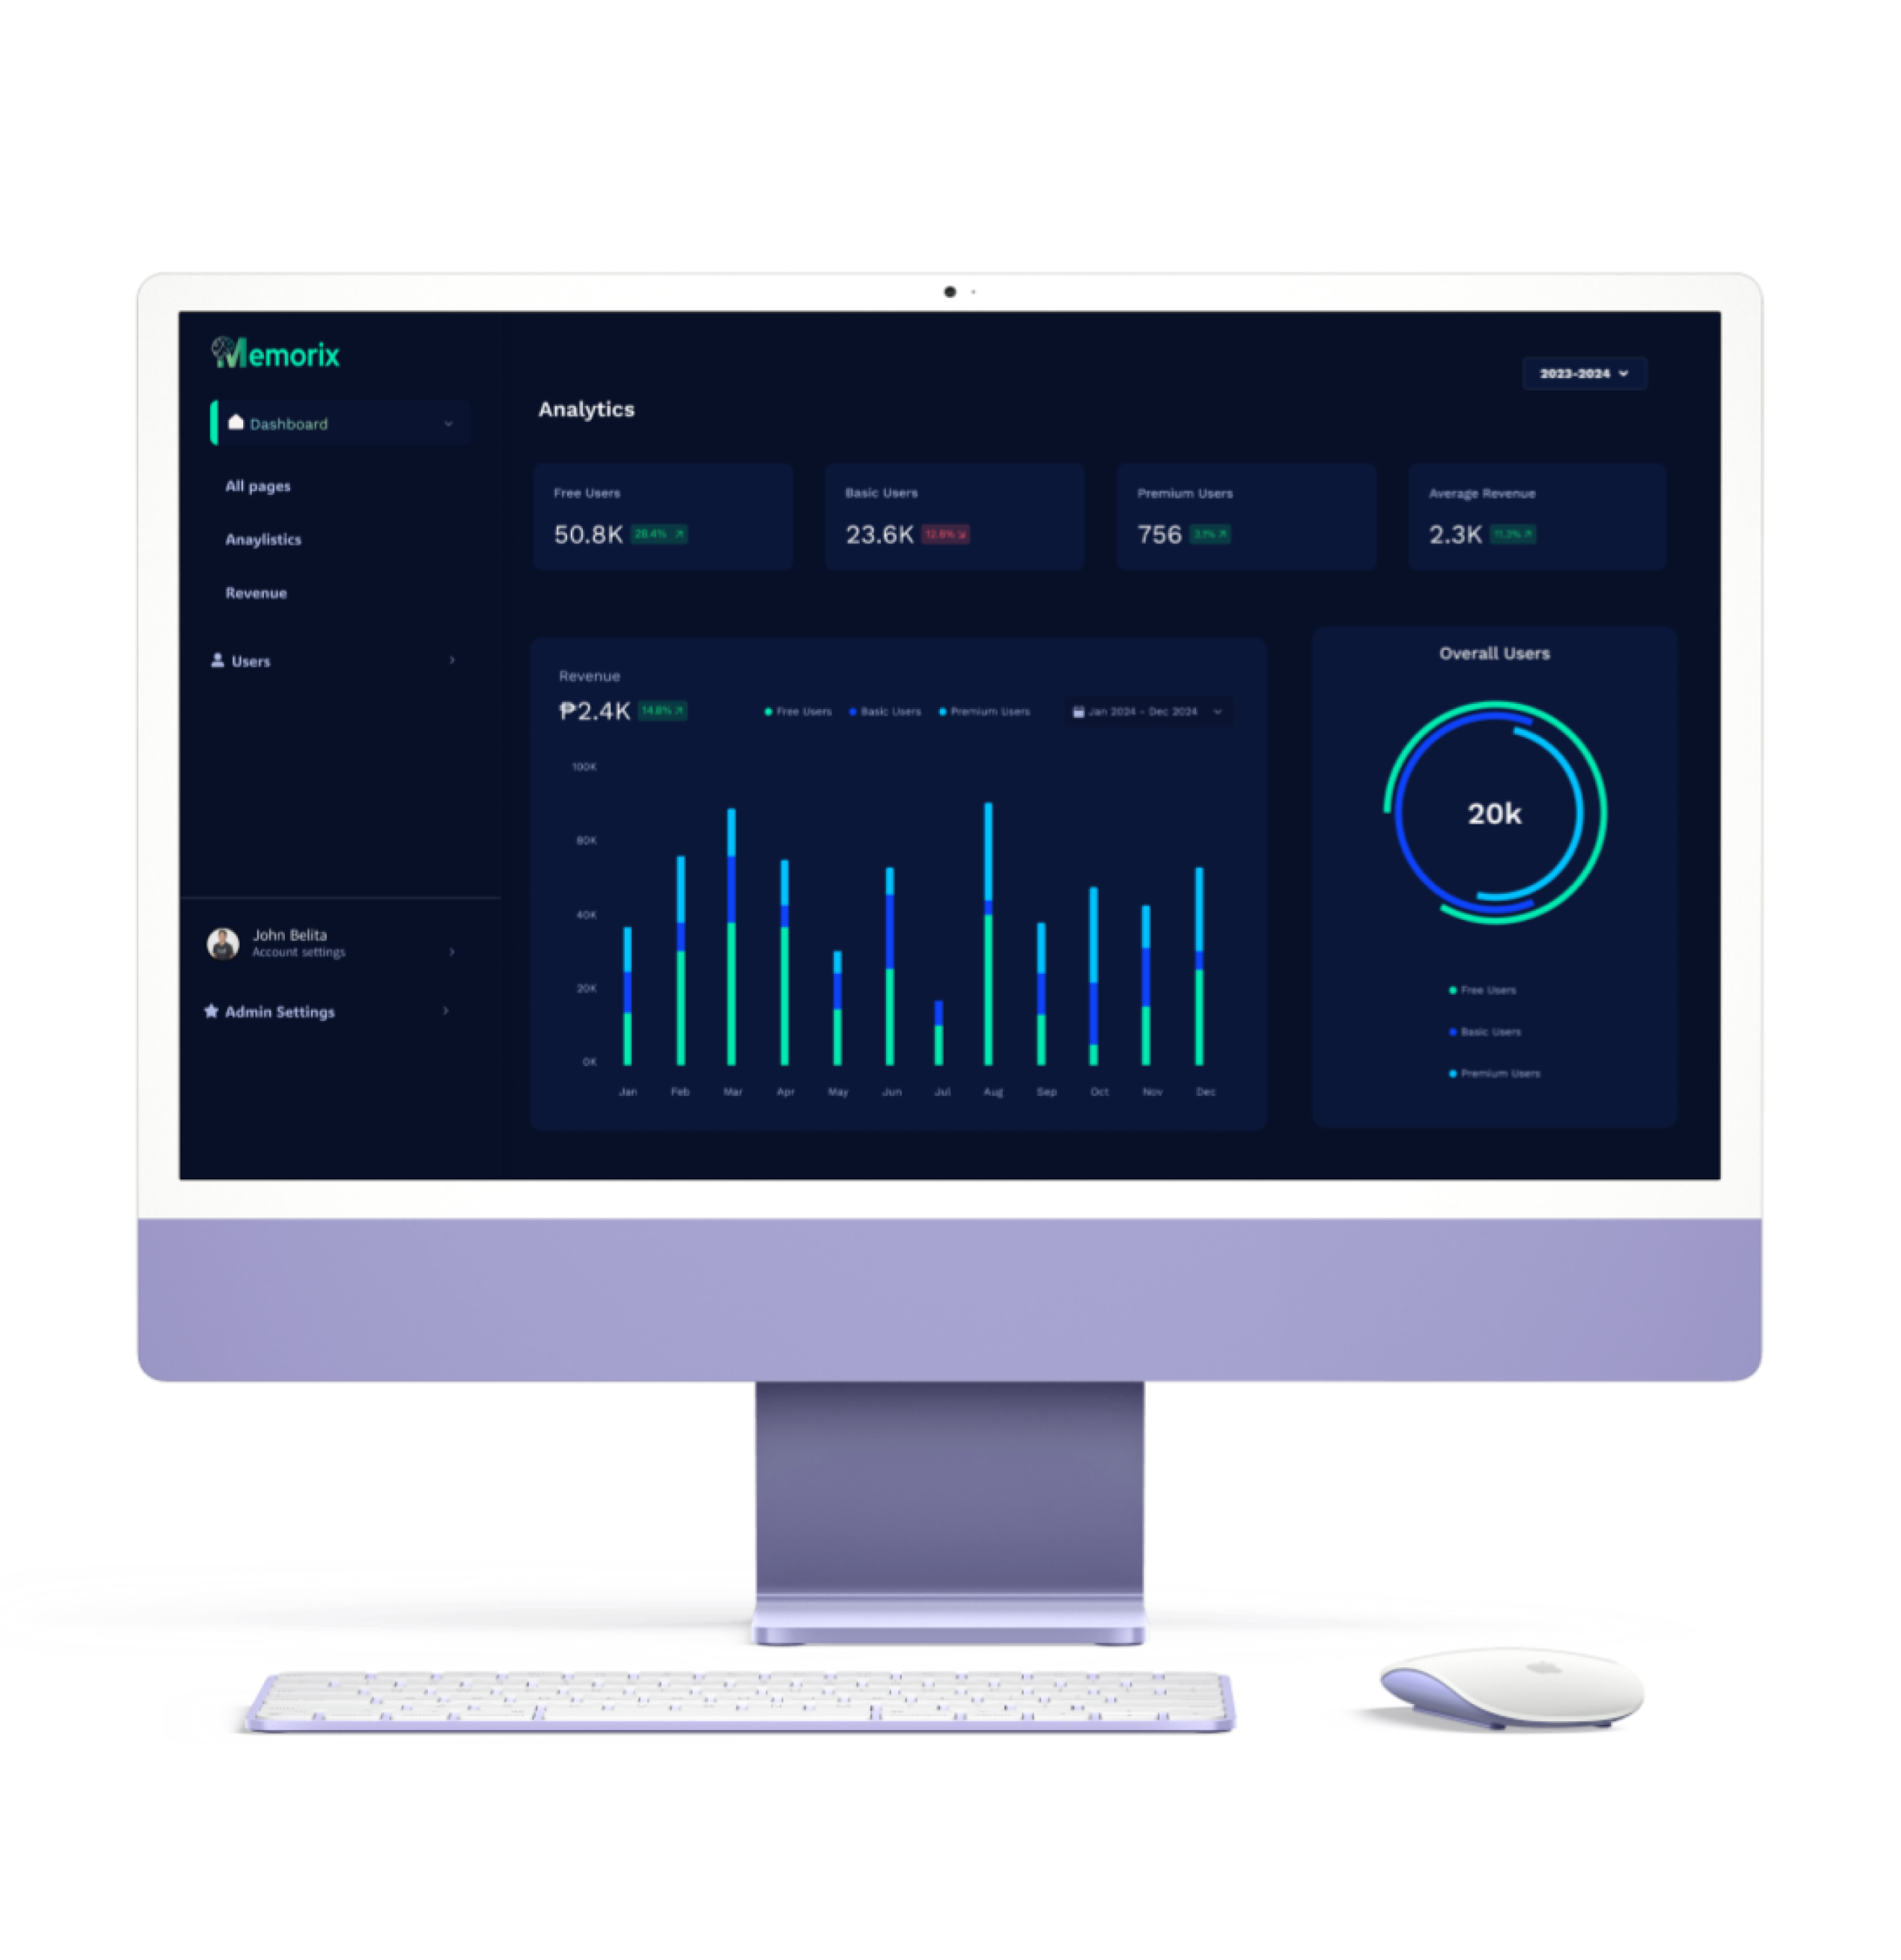 Memorix
2023-2024
Dashboard
Analytics
All pages
Free Users
Basic Users
Premium Users
Average Revenue
50.8K 28.4%
23.6K 12.6%
756 3.1%
2.3K 11.3%
Anaylistics
Revenue
Users
Overall Users
Revenue
₱2.4K 14.8%
Free Users
Basic Users
Premium Users
Jan 2024 - Dec 2024
100K
80K
40K
20K
0K
20k
John Belita
Account settings
Admin Settings
Free Users
Basic Users
Premium Users
Jan Feb Mar Apr May Jun Jul Aug Sep Oct Nov Dec